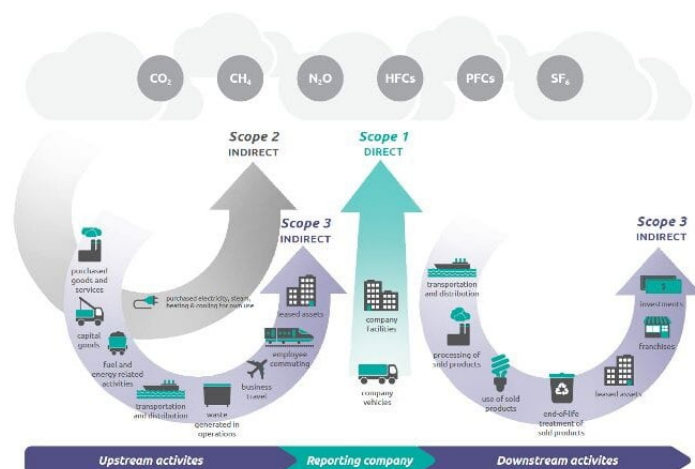 CO₂
CH₄
N₂O
HFCs
PFCs
SF₆
Scope 2
INDIRECT
Scope 1
DIRECT
Scope 3
INDIRECT
Scope 3
INDIRECT
purchased
goods and
services
capital
goods
fuel and
energy related
activities
transportation
and distribution
waste
generated in
operations
business
travel
employee
commuting
leased assets
purchased electricity, steam,
heating & cooling for own use
company
facilities
company
vehicles
transportation
and distribution
processing of
sold products
use of sold
products
end-of-life
treatment of
sold products
leased assets
franchises
investments
$
Upstream activites
Reporting company
Downstream activites